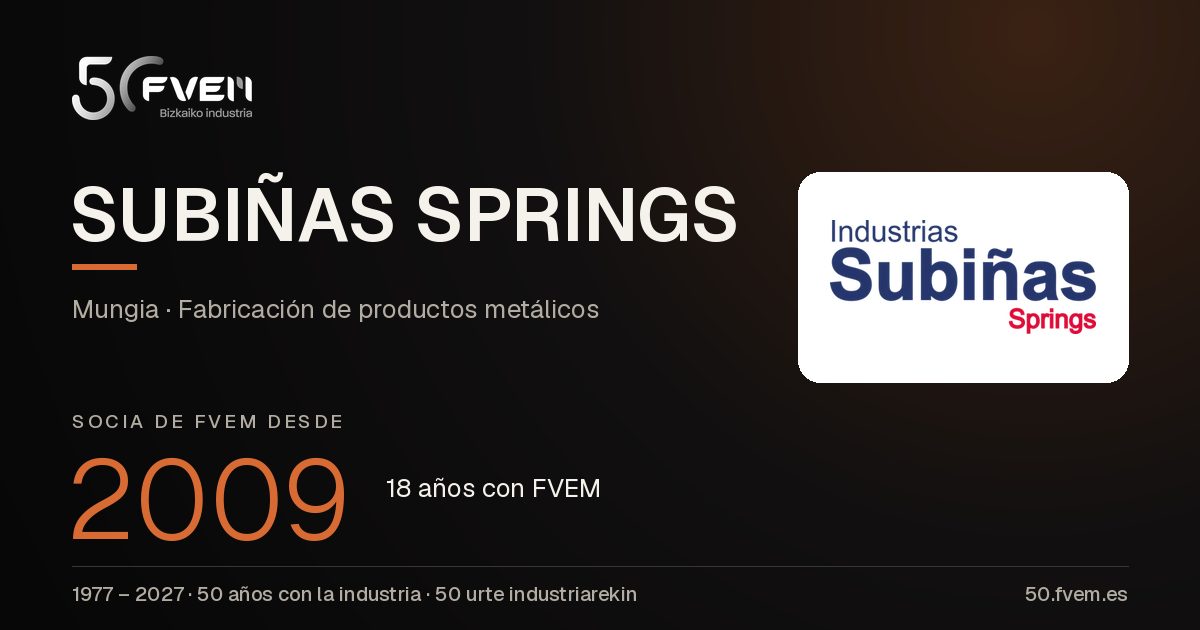 50 FVEM
Bizkaiko industria
SUBIÑAS SPRINGS
Industrias
Subiñas
Springs
Mungia · Fabricación de productos metálicos
SOCIA DE FVEM DESDE
2009
18 años con FVEM
1977 – 2027 · 50 años con la industria · 50 urte industriarekin
50.fvem.es